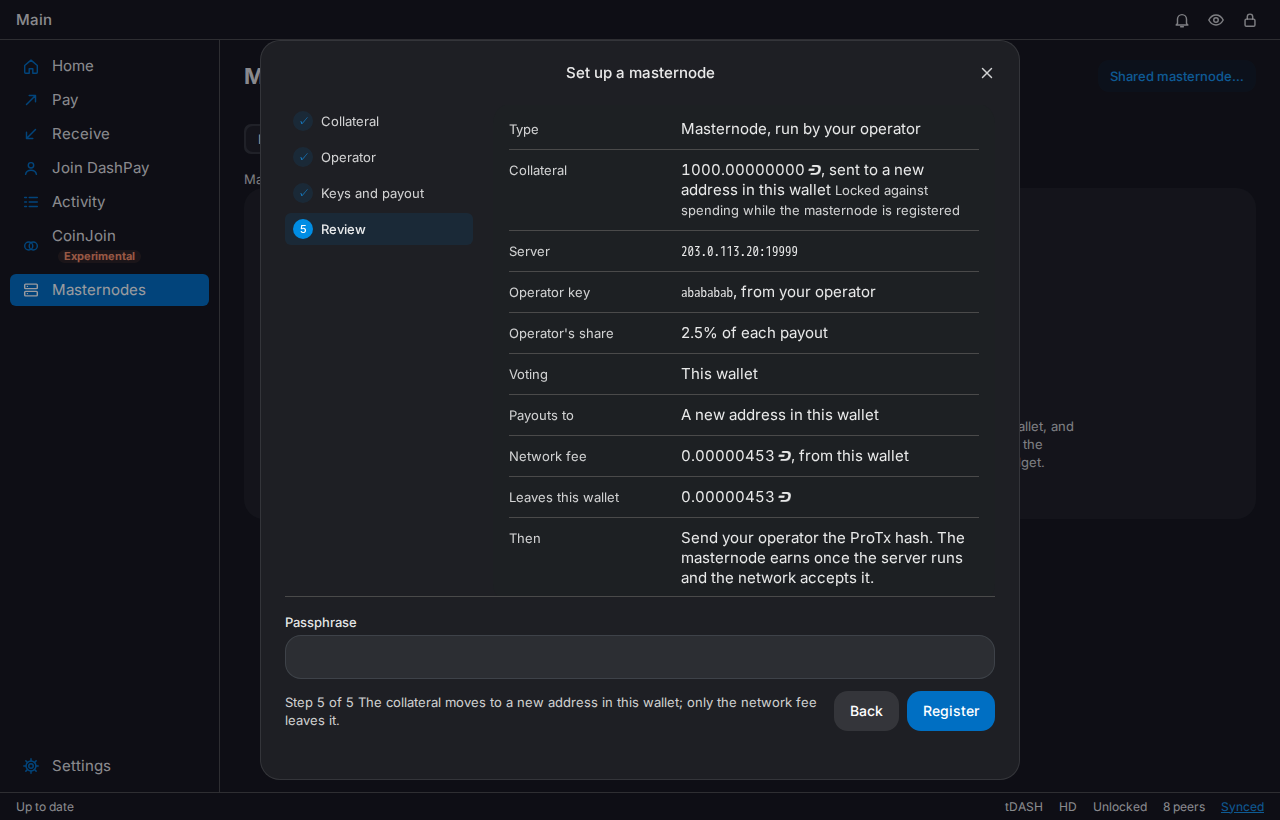 Main
Home
Pay
Receive
Join DashPay
Activity
CoinJoin
Experimental
Masternodes
Settings
M
Shared masternode...
Ma
allet, and
the
get.
Set up a masternode
Collateral
Operator
Keys and payout
5 Review
Type Masternode, run by your operator
Collateral 1000.00000000, sent to a new
address in this wallet Locked against
spending while the masternode is registered
Server 203.0.113.20:19999
Operator key abababab, from your operator
Operator's share 2.5% of each payout
Voting This wallet
Payouts to A new address in this wallet
Network fee 0.00000453, from this wallet
Leaves this wallet 0.00000453
Then Send your operator the ProTx hash. The
masternode earns once the server runs
and the network accepts it.
Passphrase
Step 5 of 5 The collateral moves to a new address in this wallet; only the network fee
leaves it.
Back Register
Up to date tDASH HD Unlocked 8 peers Synced